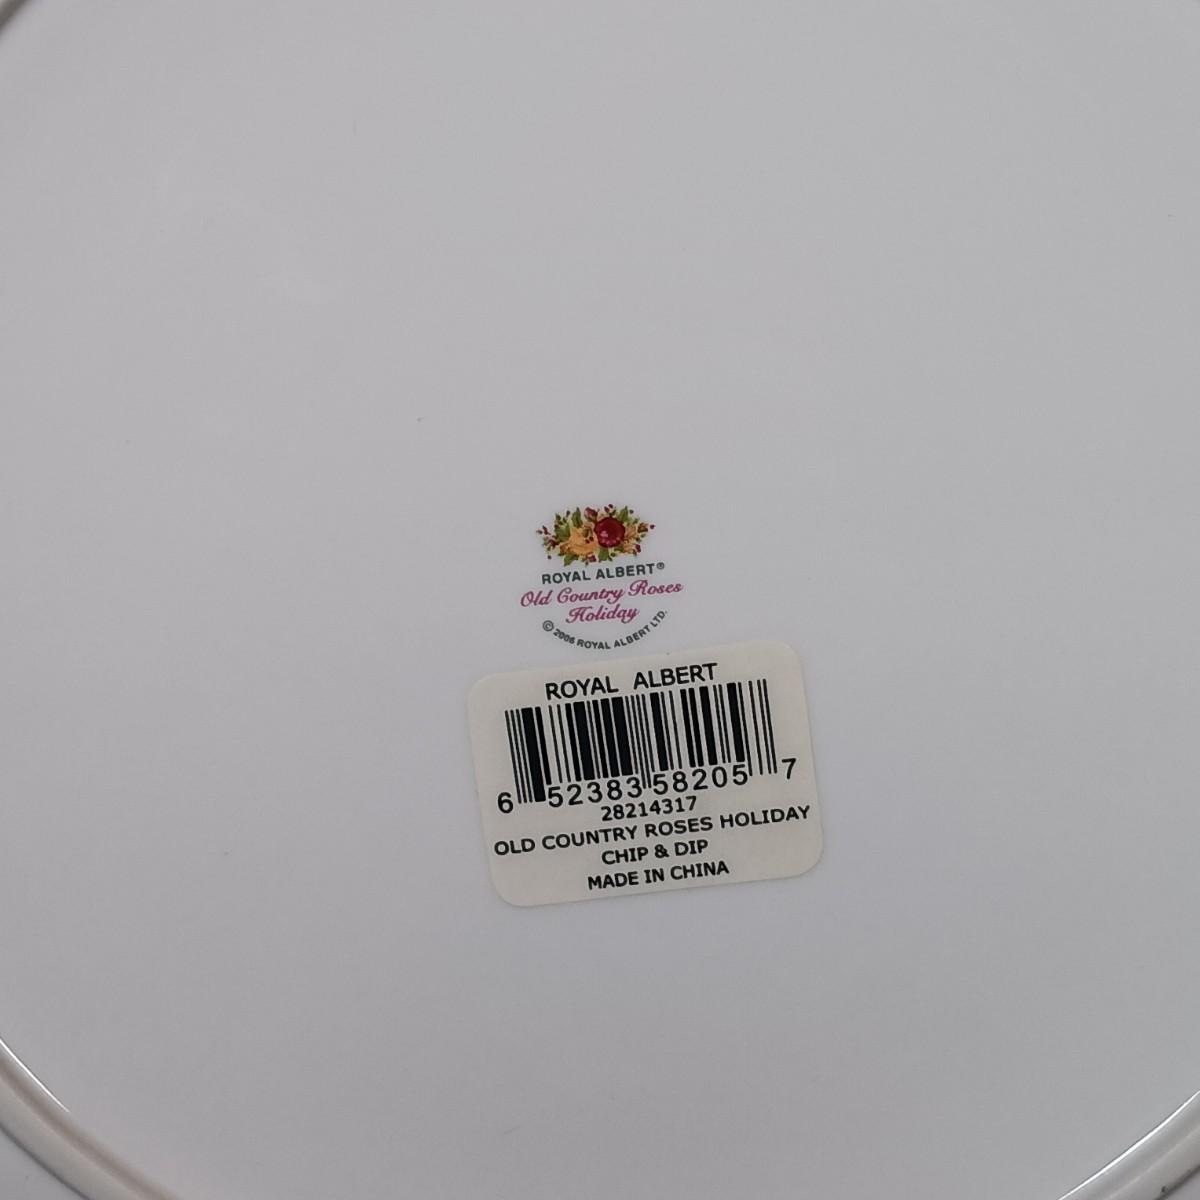 ROYAL ALBERT®
Old Country Roses
Holiday
© 2006 ROYAL ALBERT LTD.
ROYAL ALBERT
6 52383 58205 7
28214317
OLD COUNTRY ROSES HOLIDAY
CHIP & DIP
MADE IN CHINA